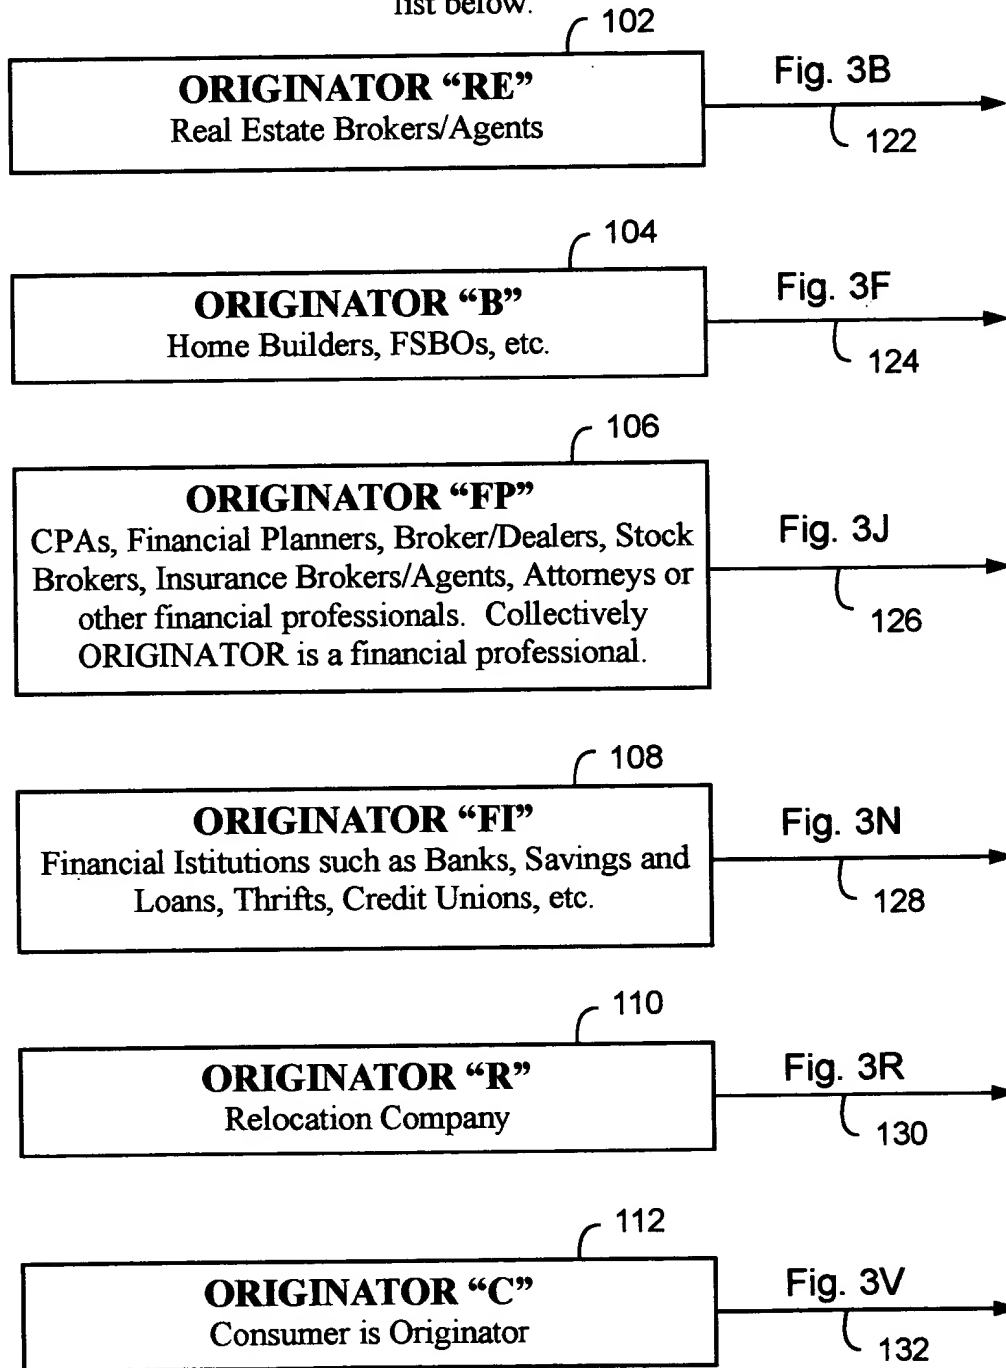 list below.
102
ORIGINATOR “RE”
Real Estate Brokers/Agents
Fig. 3B
122
104
ORIGINATOR “B”
Home Builders, FSBOs, etc.
Fig. 3F
124
106
ORIGINATOR “FP”
CPAs, Financial Planners, Broker/Dealers, Stock
Brokers, Insurance Brokers/Agents, Attorneys or
other financial professionals. Collectively
ORIGINATOR is a financial professional.
Fig. 3J
126
108
ORIGINATOR “FI”
Financial Istitutions such as Banks, Savings and
Loans, Thrifts, Credit Unions, etc.
Fig. 3N
128
110
ORIGINATOR “R”
Relocation Company
Fig. 3R
130
112
ORIGINATOR “C”
Consumer is Originator
Fig. 3V
132